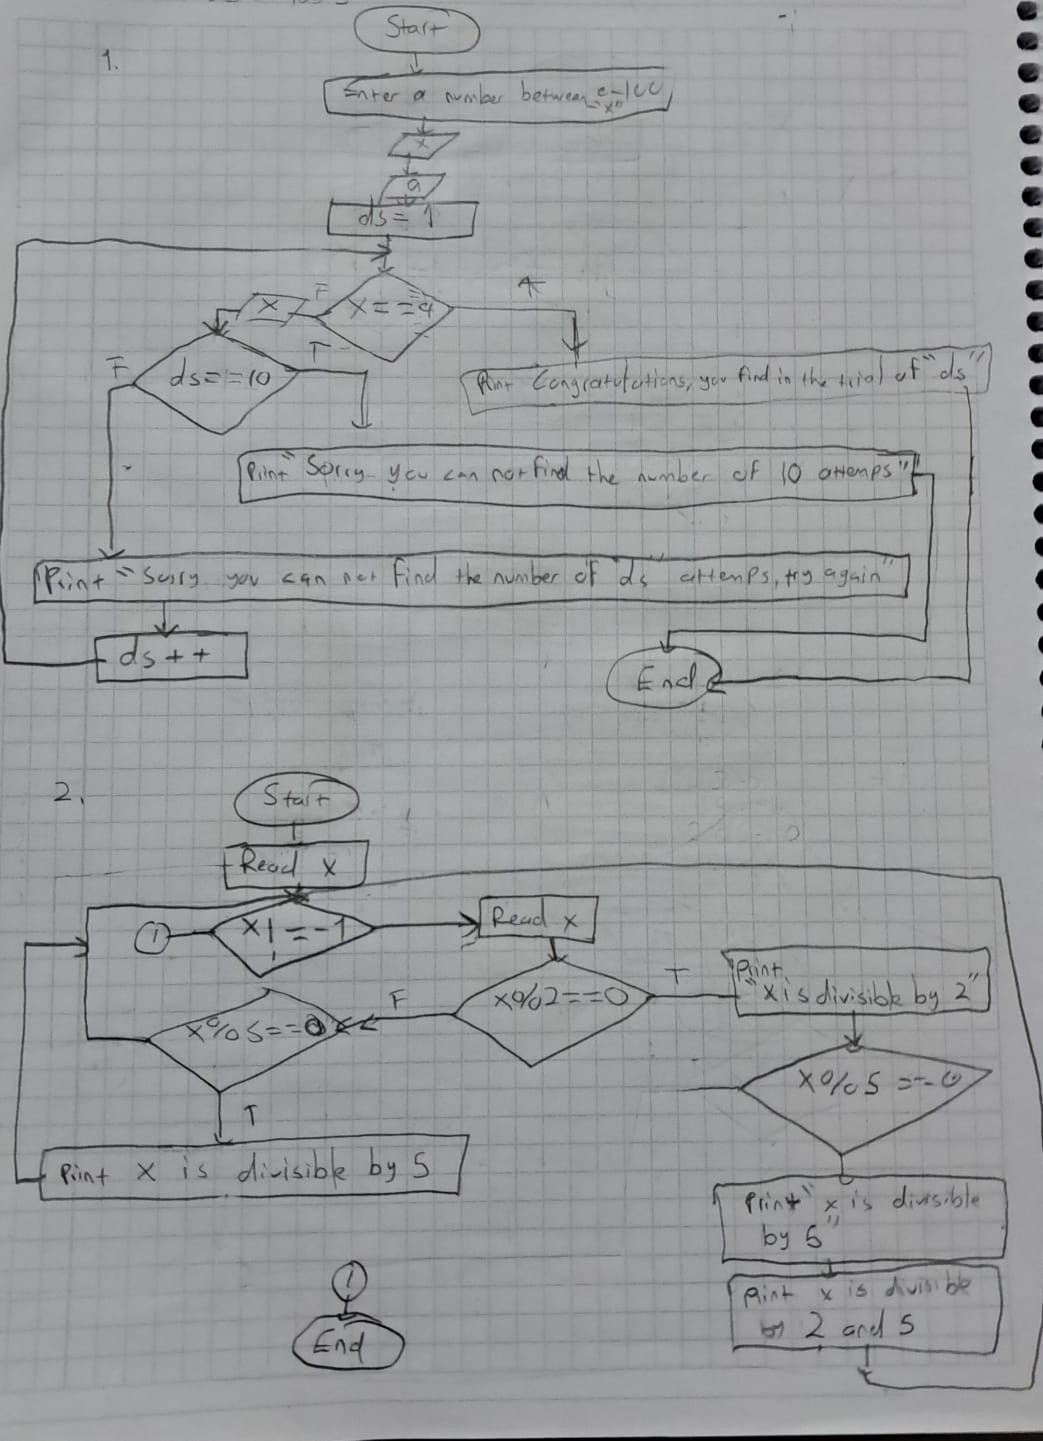 1.
Start
Enter a number between 0-100
"x"
x
a
ds = 1
x == a
F
x
T
ds == 10
F
Print Congratulations, you find in the trial of "ds"
Print "Sorry you can not find the number of 10 attemps"
Print "Sorry you can not find the number of "ds" attemps, try again"
ds++
End
2.
Start
Read x
x != -1
1
Read x
x%2==0
T
Print
"x is divisible by 2"
F
x%5==0
x%5 ==0
T
Print x is divisible by 5
Print "x is divisible
by 5"
Print x is divisible
by 2 and 5
1
End